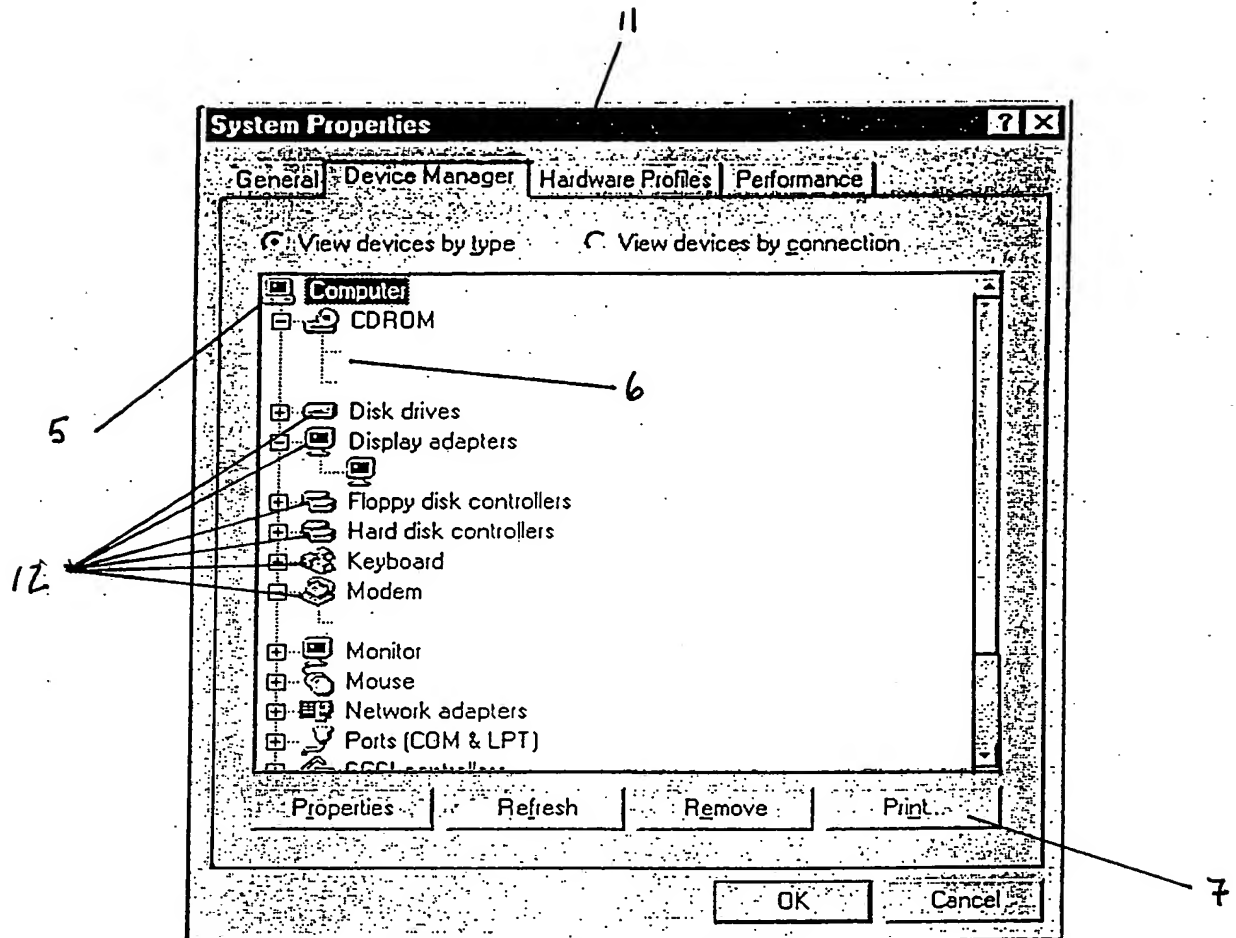 11
System Properties
General Device Manager Hardware Profiles Performance
View devices by type View devices by connection
Computer
CDROM
6
Disk drives
5
Display adapters
Floppy disk controllers
Hard disk controllers
Keyboard
12
Modem
Monitor
Mouse
Network adapters
Ports (COM & LPT)
Properties Refresh Remove Print...
7
OK Cancel